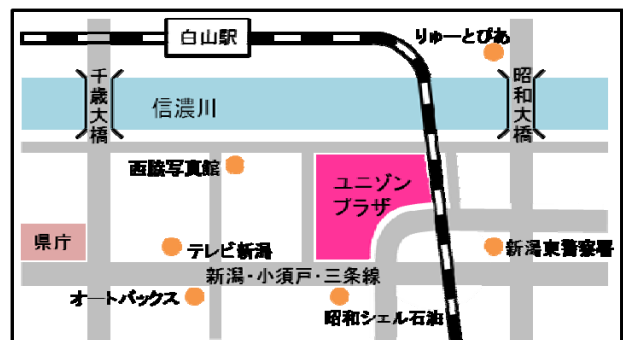 白山駅
りゅーとぴあ
千歳大橋
昭和大橋
信濃川
西脇写真館
ユニゾン
プラザ
県庁
テレビ新潟
新潟東警察署
新潟・小須戸・三条線
オートバックス
昭和シェル石油